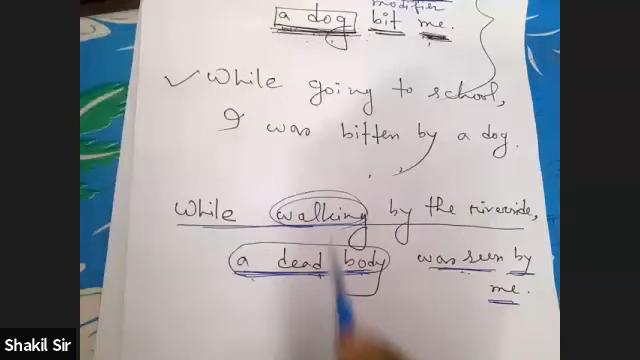 modifier
a dog bit me.
✓ While going to school,
I was bitten by a dog.
While walking by the riverside,
a dead body was seen by
me.
Shakil Sir